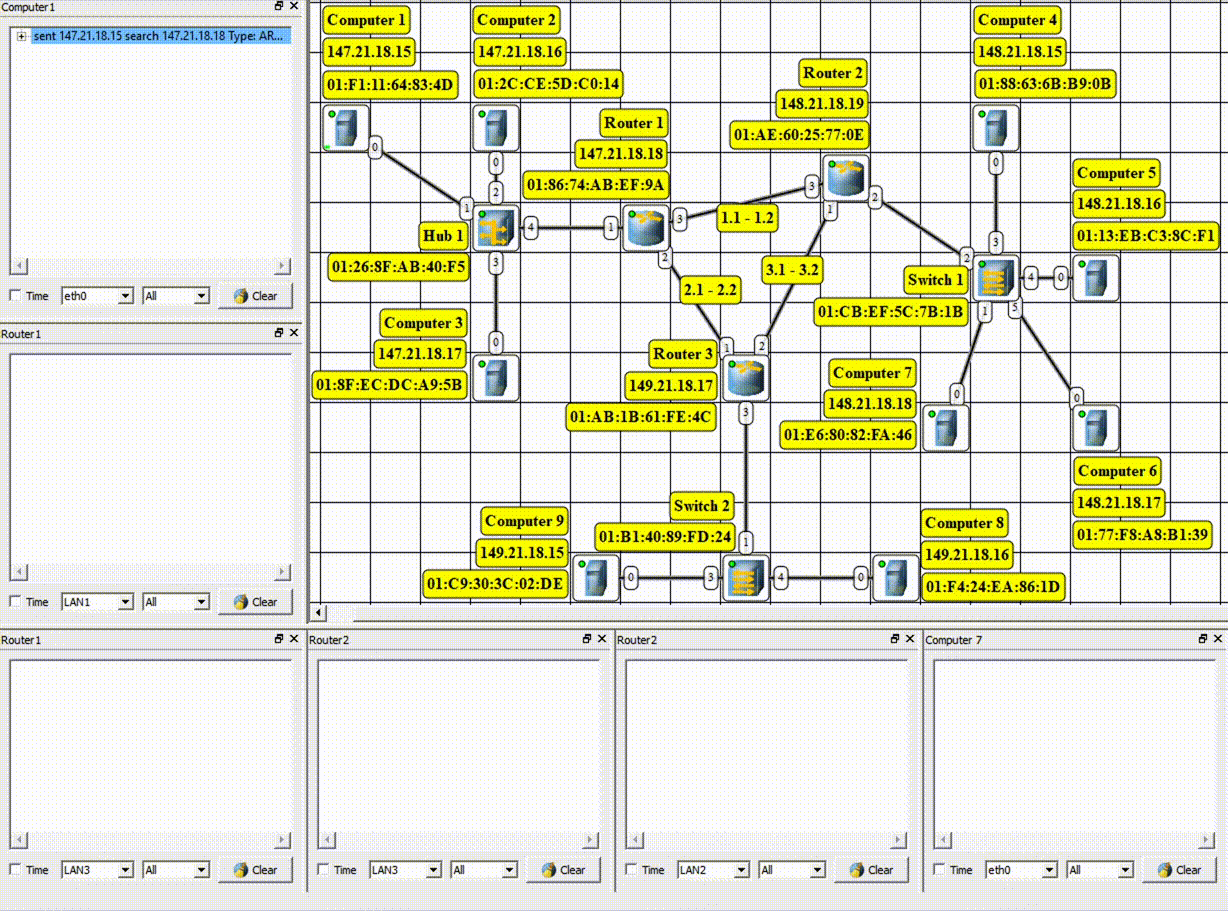 Computer1
sent 147.21.18.15 search 147.21.18.18 Type: AR...
Time eth0 All Clear
Router1
Time LAN1 All Clear
Computer 1
147.21.18.15
01:F1:11:64:83:4D
0
Computer 2
147.21.18.16
01:2C:CE:5D:C0:14
0
2
Router 1
147.21.18.18
01:86:74:AB:EF:9A
1
3
2
Router 2
148.21.18.19
01:AE:60:25:77:0E
3
1
2
Computer 4
148.21.18.15
01:88:63:6B:B9:0B
0
3
Computer 5
148.21.18.16
01:13:EB:C3:8C:F1
4
0
1
4
Hub 1
01:26:8F:AB:40:F5
3
1.1 - 1.2
2.1 - 2.2
3.1 - 3.2
2
Switch 1
01:CB:EF:5C:7B:1B
1
5
Computer 3
147.21.18.17
01:8F:EC:DC:A9:5B
0
1
2
Router 3
149.21.18.17
01:AB:1B:61:FE:4C
3
Computer 7
148.21.18.18
01:E6:80:82:FA:46
0
0
Computer 6
148.21.18.17
01:77:F8:A8:B1:39
Switch 2
01:B1:40:89:FD:24
1
3
4
Computer 9
149.21.18.15
01:C9:30:3C:02:DE
0
0
Computer 8
149.21.18.16
01:F4:24:EA:86:1D
Router1
Time LAN3 All Clear
Router2
Time LAN3 All Clear
Router2
Time LAN2 All Clear
Computer 7
Time eth0 All Clear